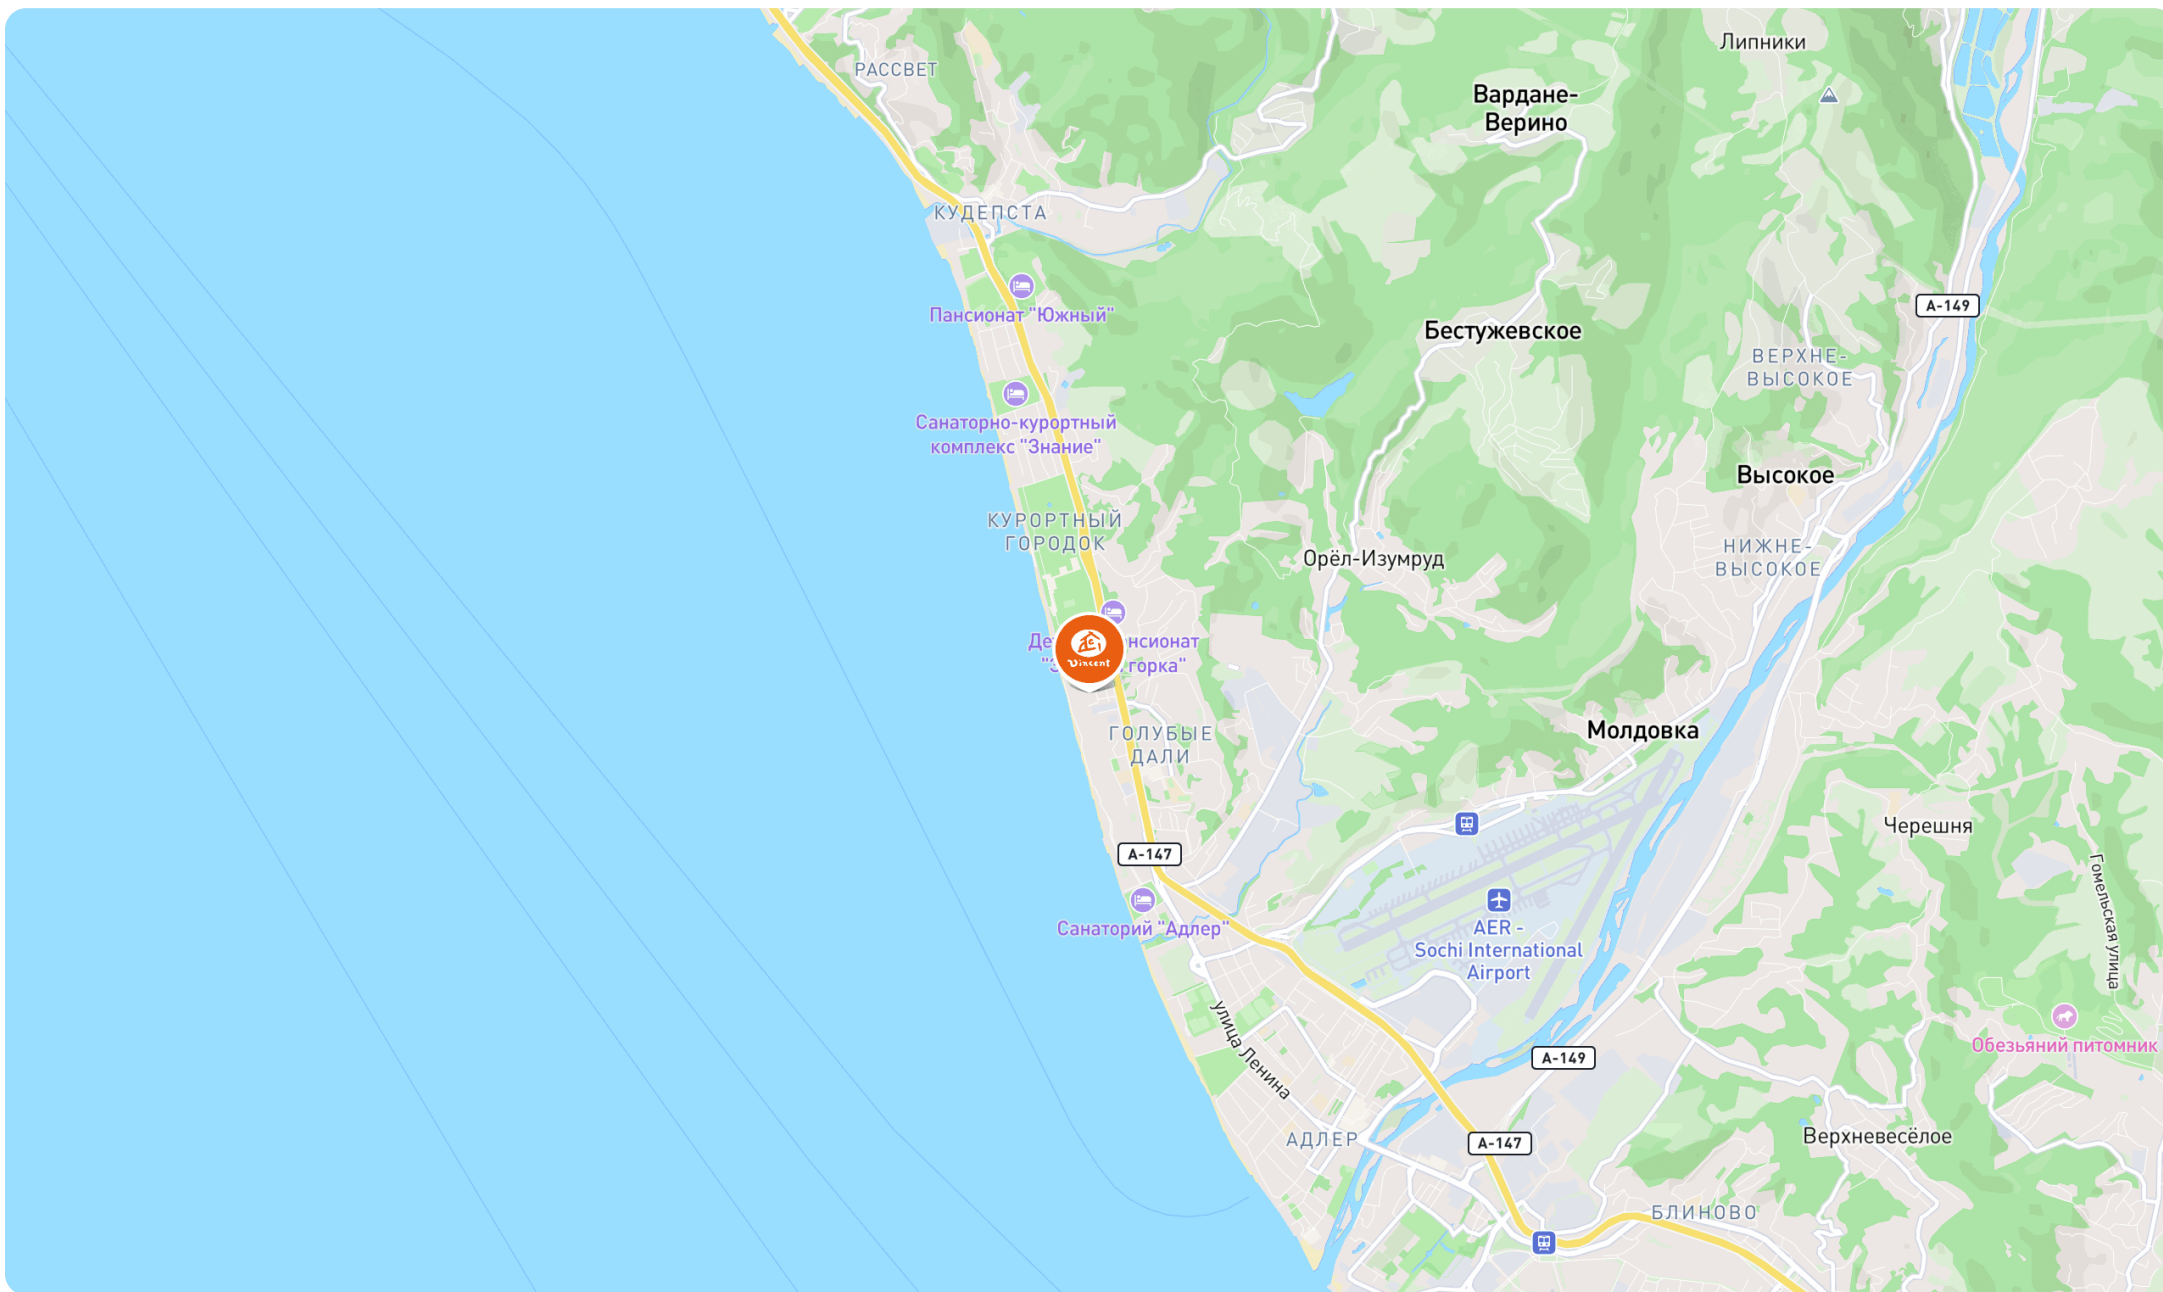 Липники
РАССВЕТ
Вардане-
Верино
КУДЕПСТА
Пансионат "Южный"
А-149
Бестужевское
ВЕРХНЕ-
ВЫСОКОЕ
Санаторно-курортный
комплекс "Знание"
Высокое
КУРОРТНЫЙ
ГОРОДОК
Орёл-Изумруд
НИЖНЕ-
ВЫСОКОЕ
Vincent
горка"
ГОЛУБЫЕ
ДАЛИ
Молдовка
Черешня
А-147
Гомельская улица
Санаторий "Адлер"
AER -
Sochi International
Airport
улица Ленина
Обезьяний питомник
А-149
АДЛЕР
А-147
Верхневесёлое
БЛИНОВО